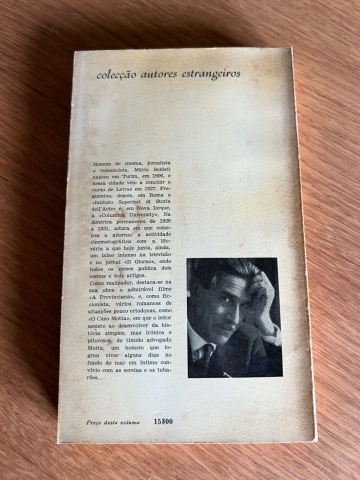 colecção autores estrangeiros
Homem de cinema, jornalista
e romancista, Mário Soldati
nasceu em Turim, em 1906, e
nessa cidade veio a concluir o
curso de Letras em 1927. Fre-
quentou, depois, em Roma o
«Istituto Superiori di Storia
dell'Arte» e em Nova Iorque,
a «Columbia University». Na
América permaneceu de 1929
a 1931, altura em que come-
çou a alternar a actividade
cinematográfica com a lite-
rária a que hoje junta, ainda,
um labor intenso na televisão
e no jornal «Il Giorno», onde
todos os meses publica dois
contos e dois artigos.
Como realizador, destaca-se na
sua obra o admirável filme
«A Provinciana», e, como fic-
cionista, vários romances de
situações pouco ortodoxas, como
«O Caso Motta», em que o leitor
assiste ao desenvolver da his-
tória simples, mas irónica e
pitoresca, do tímido advogado
Motta, um homem que lo-
grou viver alguns dias no
fundo do mar em íntimo con-
vívio com as sereias e os tuba-
rões...
Preço deste volume 15$00